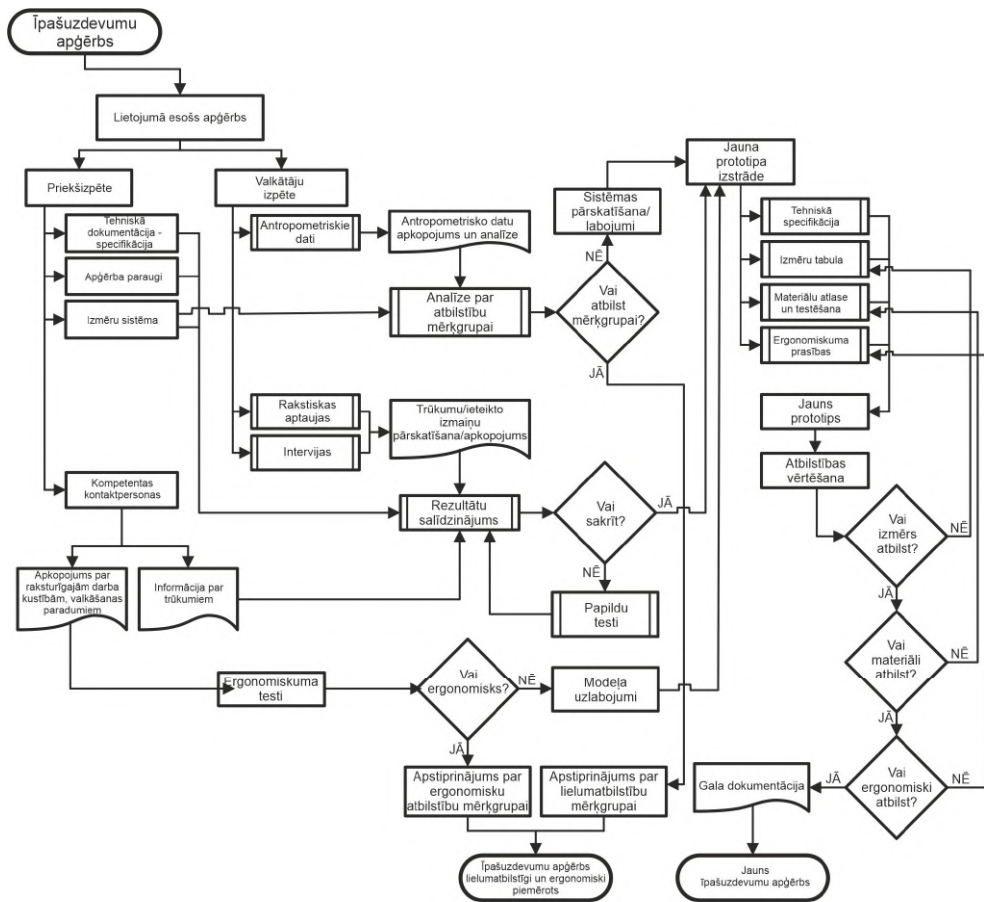 Īpašuzdevumu
apģērbs
Lietojumā esošs apģērbs
Priekšizpēte
Valkātāju
izpēte
Tehniskā
dokumentācija -
specifikācija
Apģērba paraugi
Izmēru sistēma
Antropometriskie
dati
Antropometrisko datu
apkopojums un analīze
Analīze par
atbilstību
mērķgrupai
Vai
atbilst
mērķgrupai?
NĒ
JĀ
Sistēmas
pārskatīšana/
labojumi
Jauna
prototipa
izstrāde
Tehniskā
specifikācija
Izmēru tabula
Materiālu atlase
un testēšana
Ergonomiskuma
prasības
Rakstiskas
aptaujas
Intervijas
Trūkumu/ieteikto
izmaiņu
pārskatīšana/apkopojums
Kompetentas
kontaktpersonas
Rezultātu
salīdzinājums
Vai
sakrīt?
JĀ
NĒ
Papildu
testi
Jauns
prototips
Atbilstības
vērtēšana
Vai
izmērs
atbilst?
NĒ
JĀ
Apkopojums par
raksturīgajām darba
kustībām, valkāšanas
paradumiem
Informācija par
trūkumiem
Ergonomiskuma
testi
Vai
ergonomisks?
NĒ
JĀ
Modeļa
uzlabojumi
Vai
materiāli
atbilst?
NĒ
JĀ
Apstiprinājums par
ergonomisku
atbilstību mērķgrupai
Apstiprinājums par
lielumatbilstību
mērķgrupai
Gala dokumentācija
JĀ
Vai
ergonomiski
atbilst?
NĒ
Īpašuzdevumu apģērbs
lielumatbilstīgi un ergonomiski
piemērots
Jauns
īpašuzdevumu apģērbs